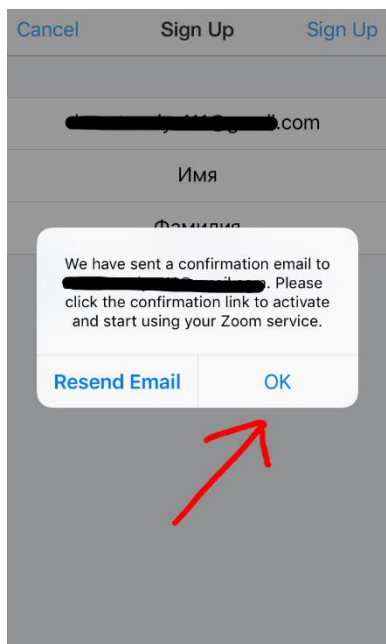 Cancel Sign Up Sign Up
.com
Имя
Фамилия
We have sent a confirmation email to
. Please
click the confirmation link to activate
and start using your Zoom service.
Resend Email OK